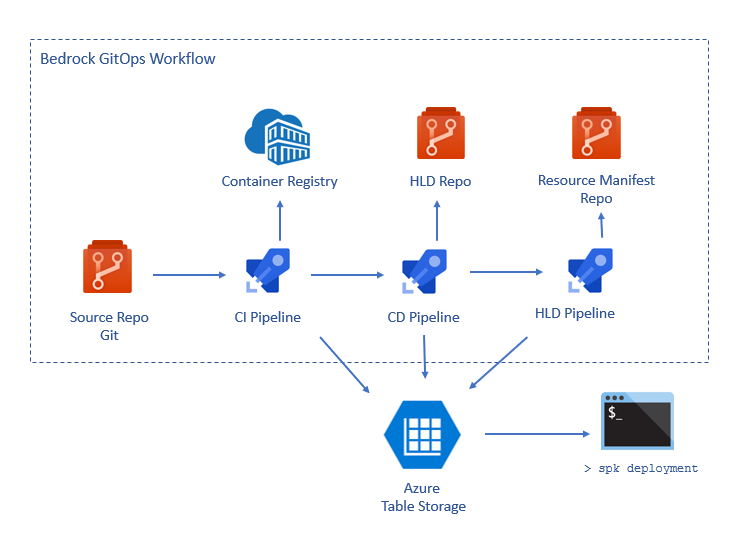 Bedrock GitOps Workflow
Container Registry
HLD Repo
Resource Manifest
Repo
Source Repo
Git
CI Pipeline
CD Pipeline
HLD Pipeline
$_
> spk deployment
Azure
Table Storage